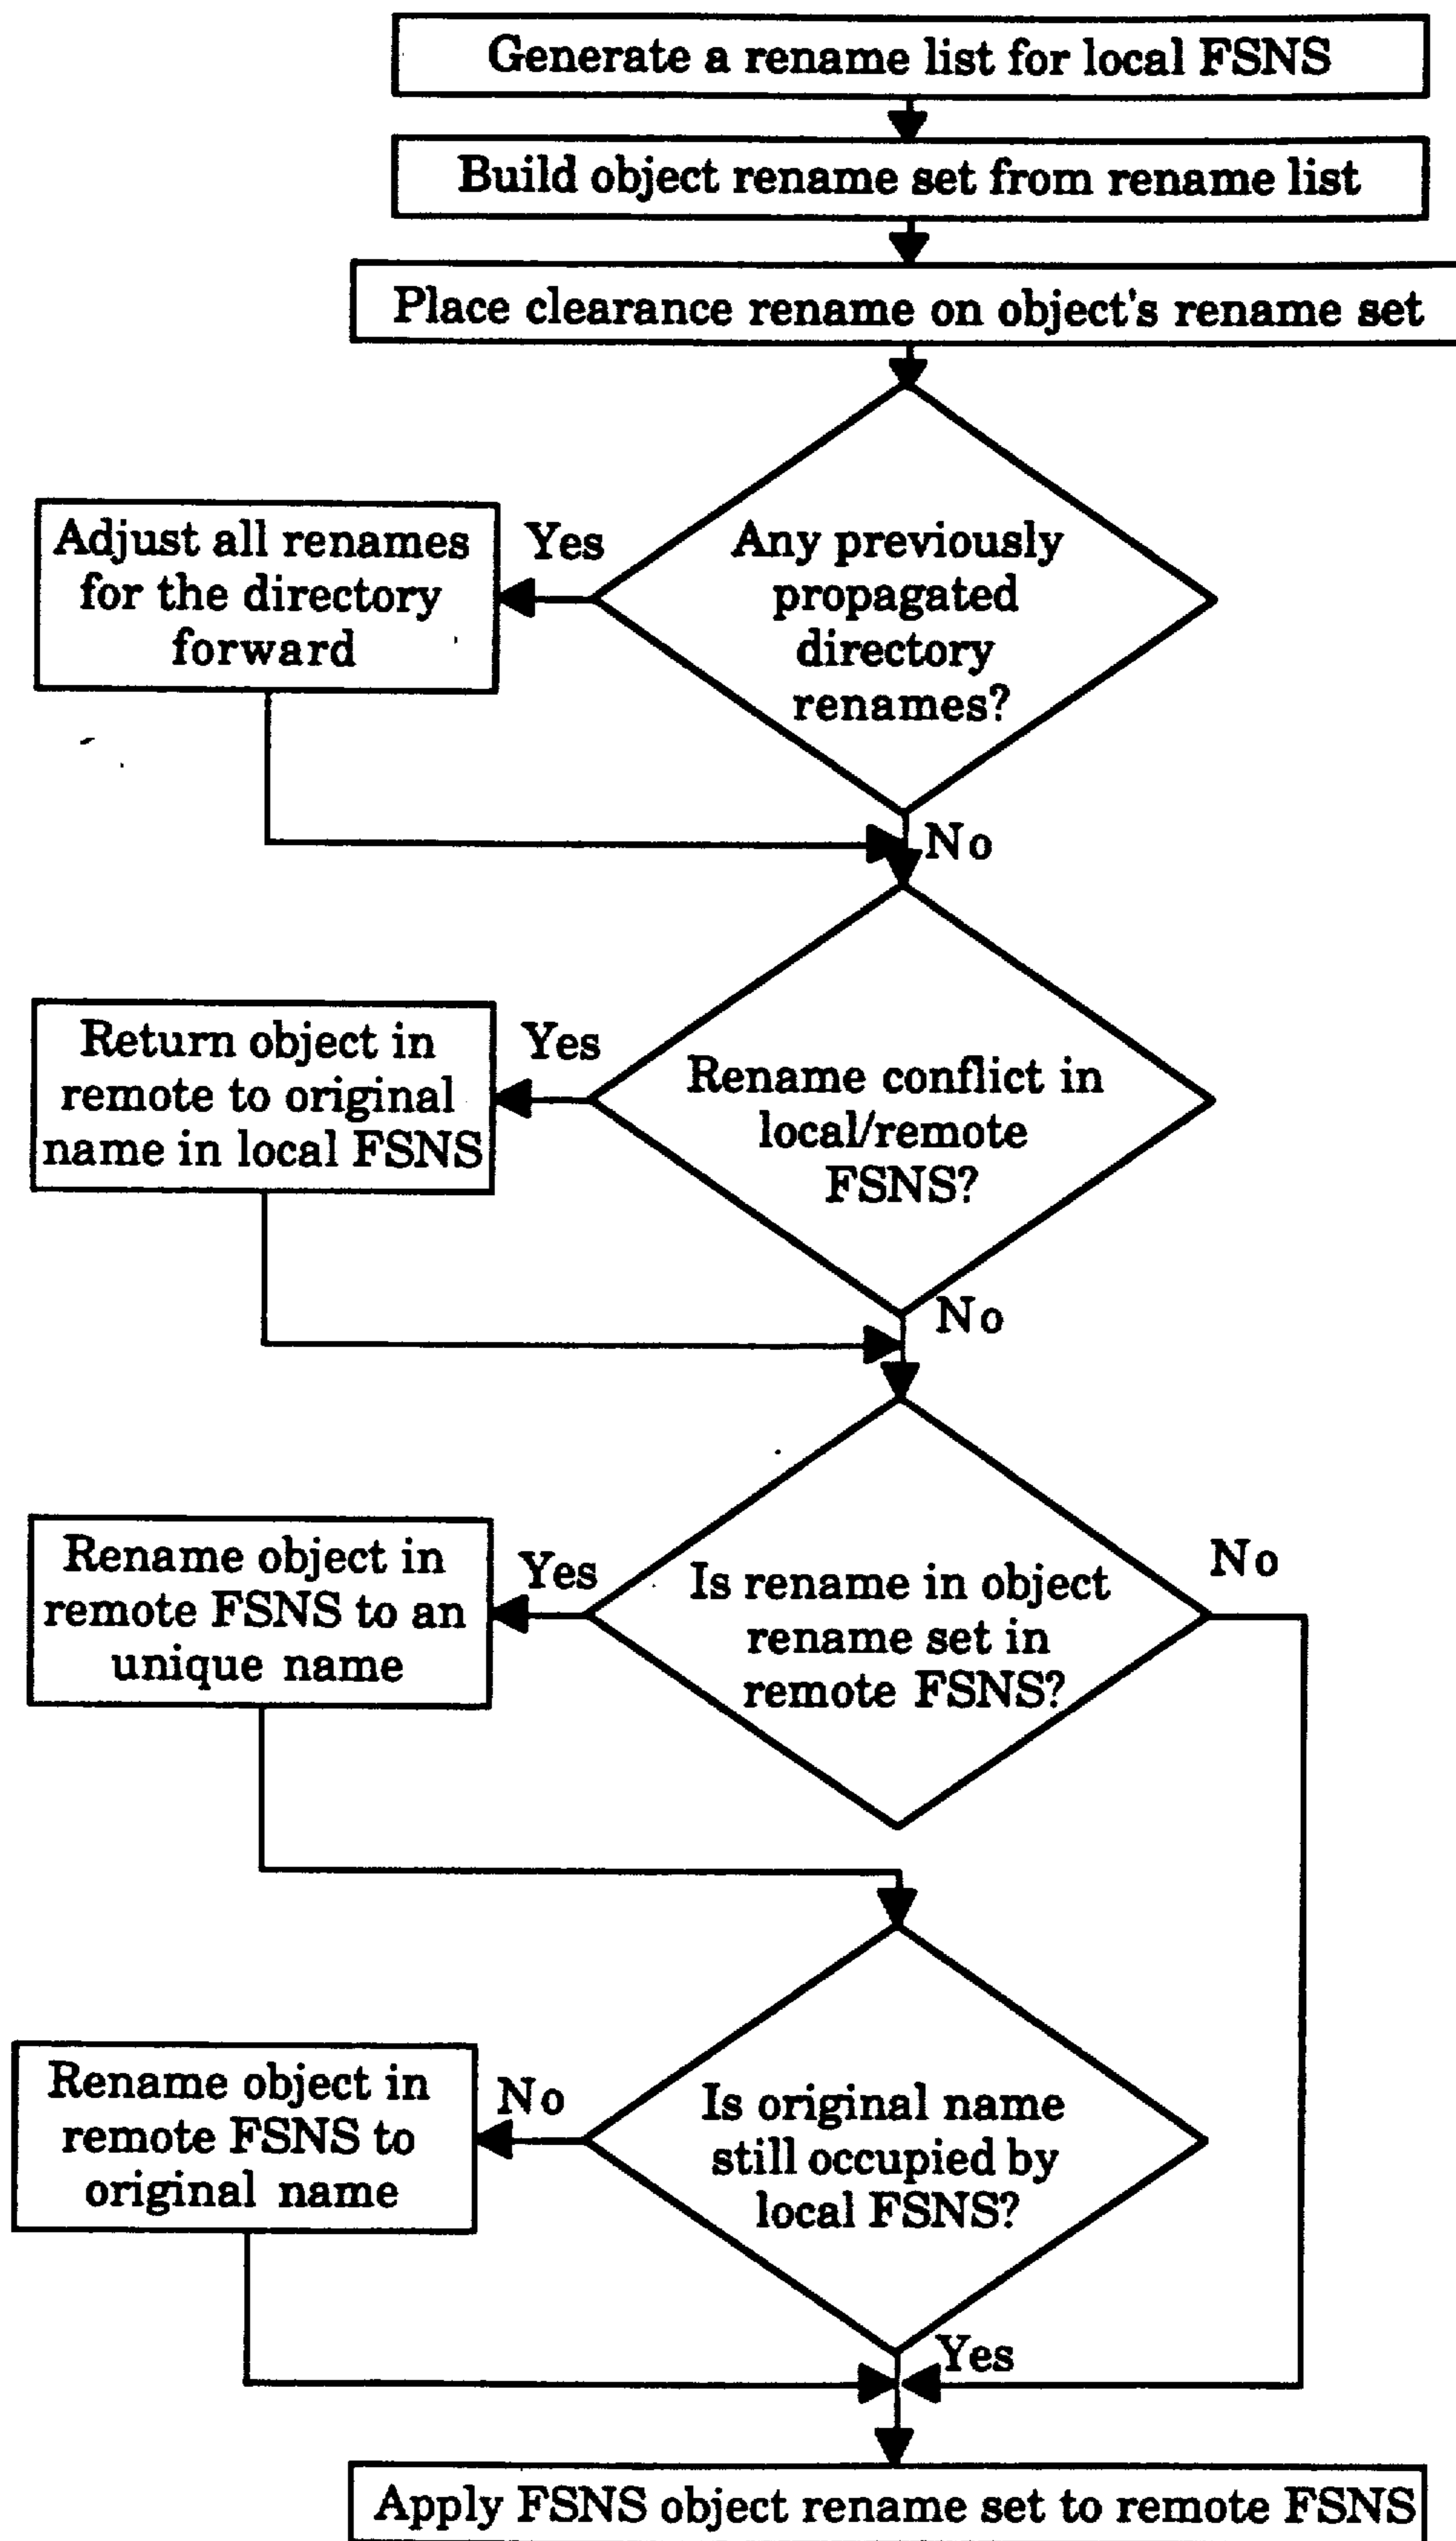 Generate a rename list for local FSNS
Build object rename set from rename list
Place clearance rename on object's rename set
Adjust all renames
for the directory
forward
Yes
Any previously
propagated
directory
renames?
No
Return object in
remote to original
name in local FSNS
Yes
Rename conflict in
local/remote
FSNS?
No
Rename object in
remote FSNS to an
unique name
Yes
Is rename in object
rename set in
remote FSNS?
No
Rename object in
remote FSNS to
original name
No
Is original name
still occupied by
local FSNS?
Yes
Apply FSNS object rename set to remote FSNS